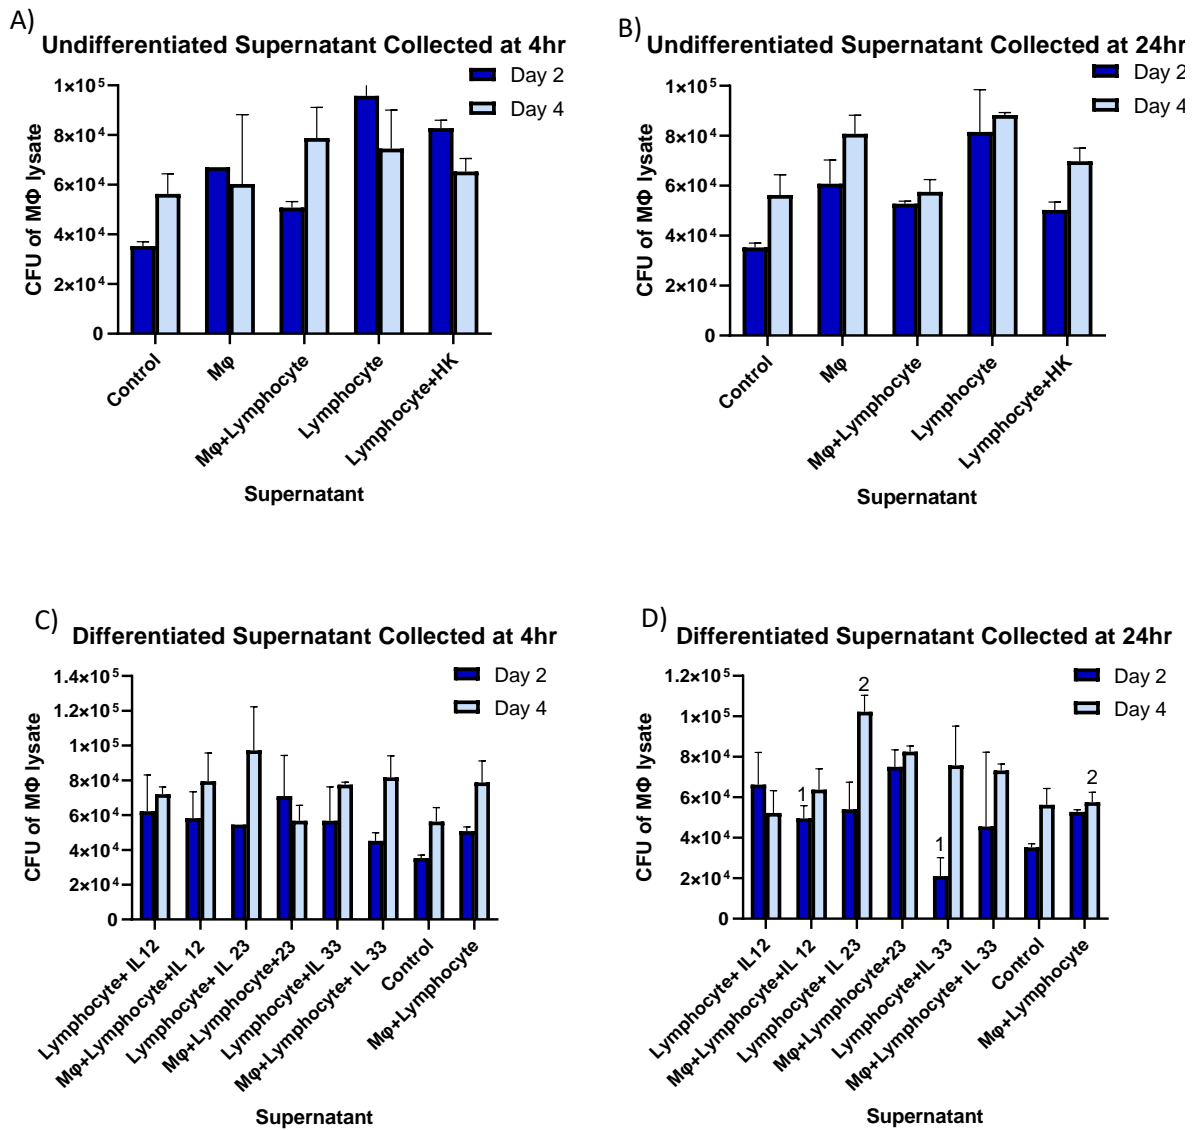 A)
Undifferentiated Supernatant Collected at 4hr
Day 2
Day 4
1×10⁵
8×10⁴
6×10⁴
4×10⁴
2×10⁴
0
CFU of MΦ lysate
Control
Mφ
Mφ+Lymphocyte
Lymphocyte
Lymphocyte+HK
Supernatant
B)
Undifferentiated Supernatant Collected at 24hr
Day 2
Day 4
1×10⁵
8×10⁴
6×10⁴
4×10⁴
2×10⁴
0
CFU of MΦ lysate
Control
Mφ
Mφ+Lymphocyte
Lymphocyte
Lymphocyte+HK
Supernatant
C)
Differentiated Supernatant Collected at 4hr
Day 2
Day 4
1.4×10⁵
1.2×10⁵
1×10⁵
8×10⁴
6×10⁴
4×10⁴
2×10⁴
0
CFU of MΦ lysate
Lymphocyte+ IL12
Mφ+Lymphocyte+IL 12
Lymphocyte+ IL 23
Mφ+Lymphocyte+23
Lymphocyte+IL 33
Mφ+Lymphocyte+ IL 33
Control
Mφ+Lymphocyte
Supernatant
D)
Differentiated Supernatant Collected at 24hr
Day 2
Day 4
1.2×10⁵
1×10⁵
8×10⁴
6×10⁴
4×10⁴
2×10⁴
0
CFU of MΦ lysate
1
2
1
2
Lymphocyte+ IL12
Mφ+Lymphocyte+IL 12
Mφ+Lymphocyte+ IL 23
Mφ+Lymphocyte+23
Lymphocyte+IL 33
Mφ+Lymphocyte+ IL 33
Control
Mφ+Lymphocyte
Supernatant